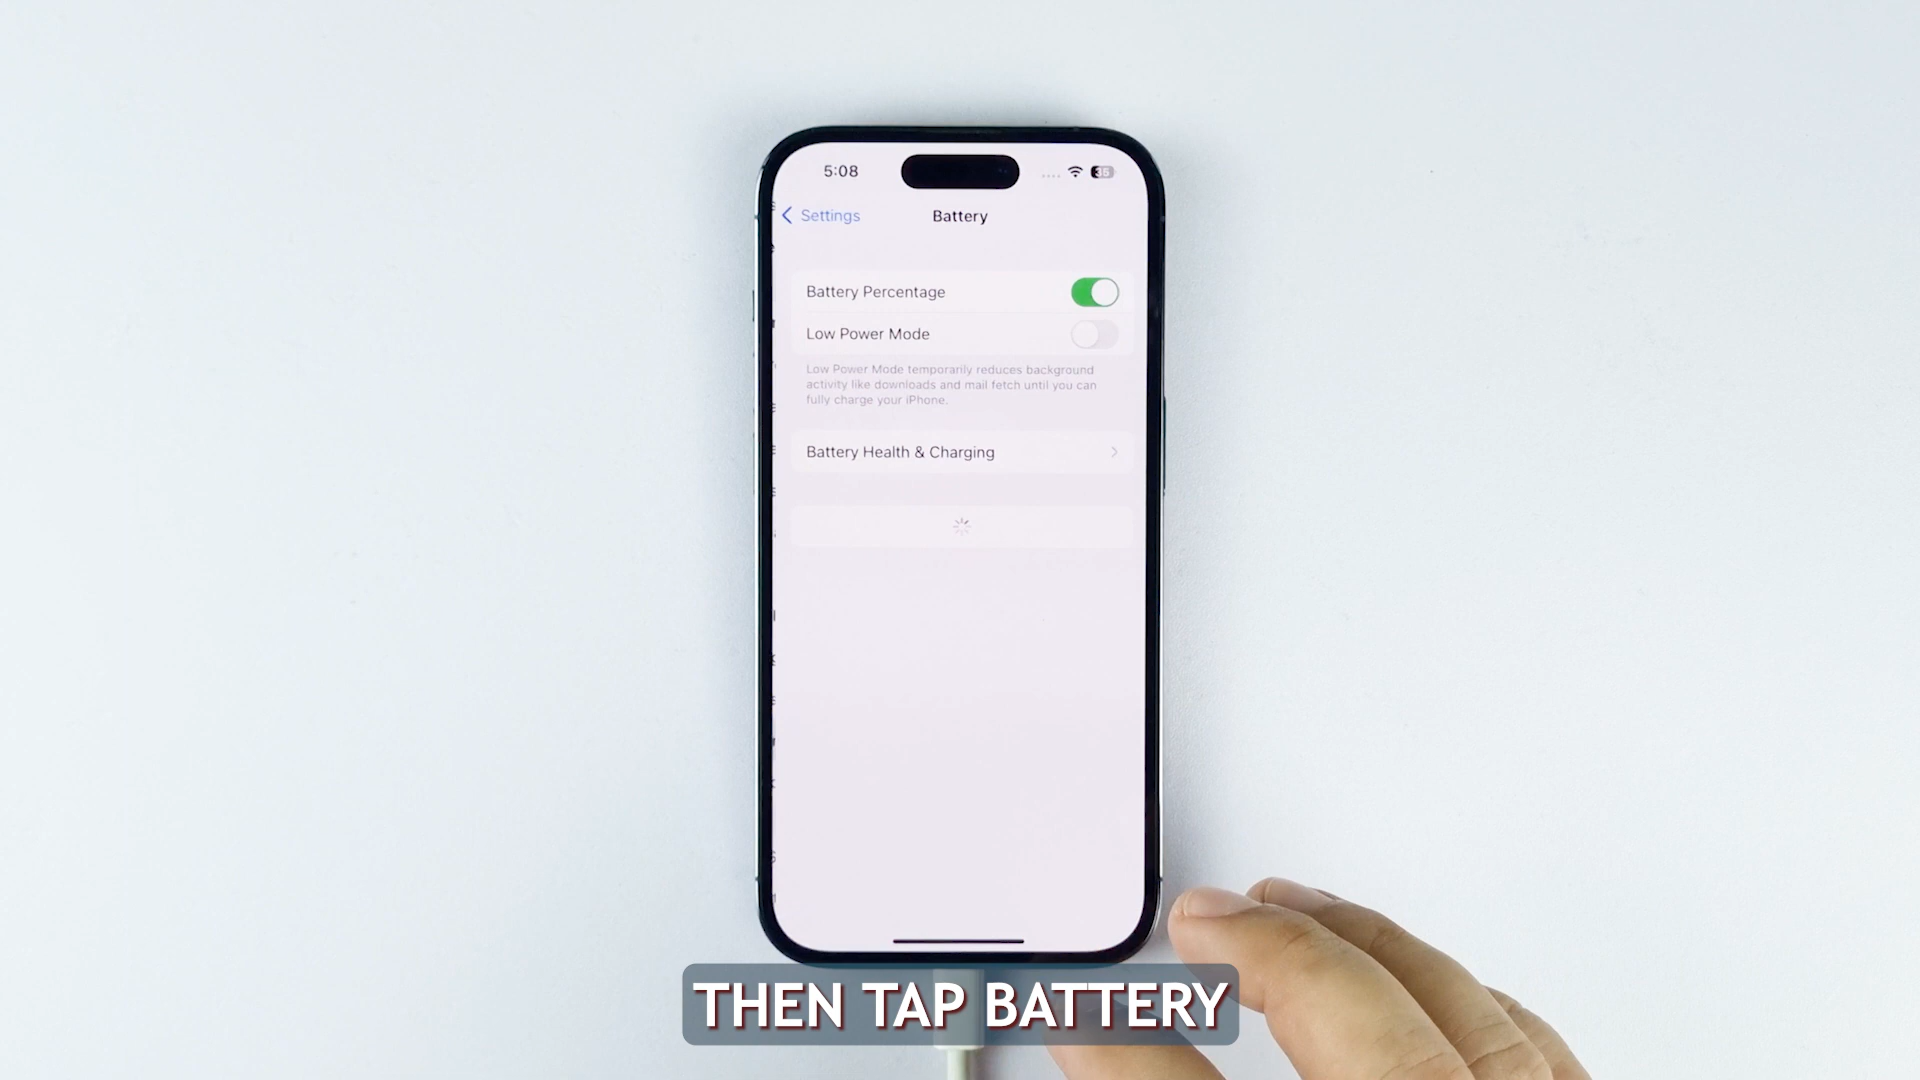 5:08
35
Settings
Battery
Battery Percentage
Low Power Mode
Low Power Mode temporarily reduces background
activity like downloads and mail fetch until you can
fully charge your iPhone.
Battery Health & Charging
THEN TAP BATTERY